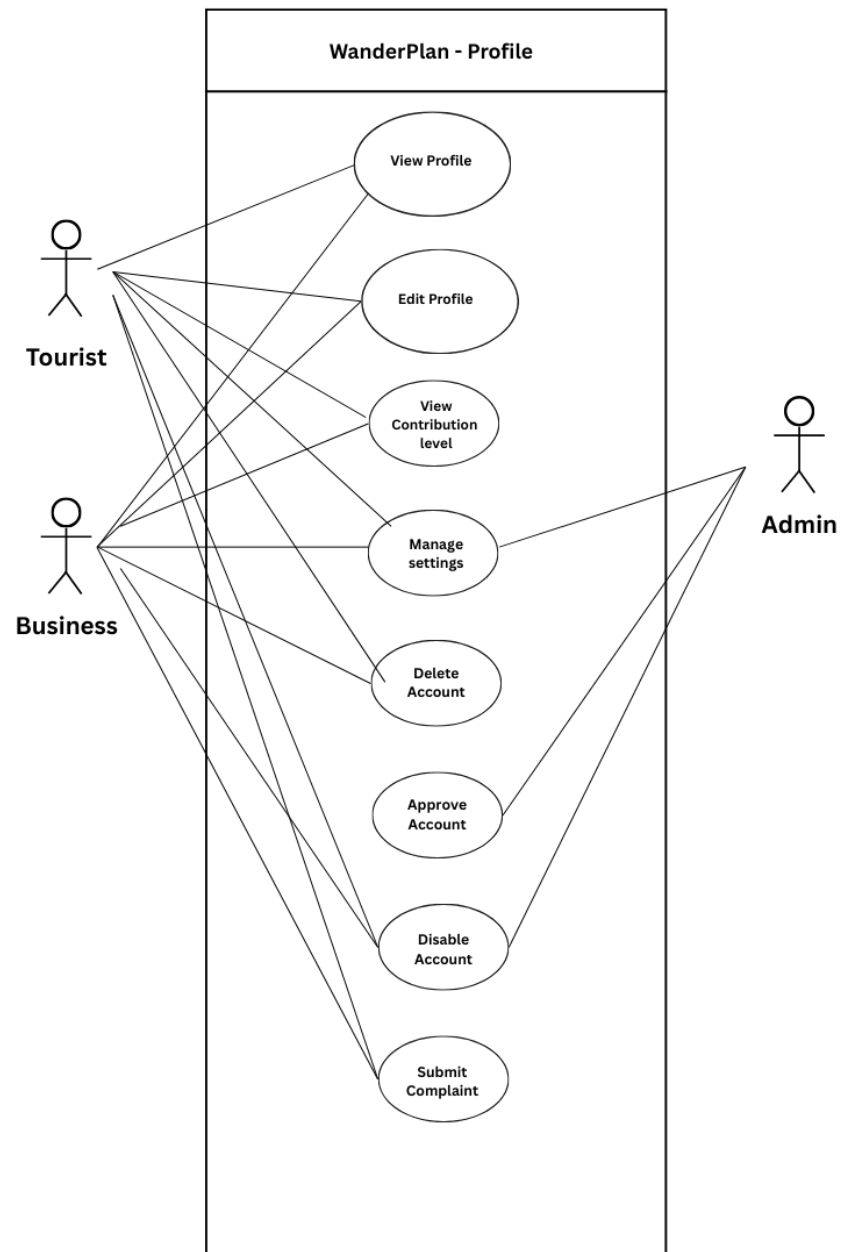 WanderPlan - Profile
View Profile
Edit Profile
Tourist
View
Contribution
level
Admin
Manage
settings
Business
Delete
Account
Approve
Account
Disable
Account
Submit
Complaint